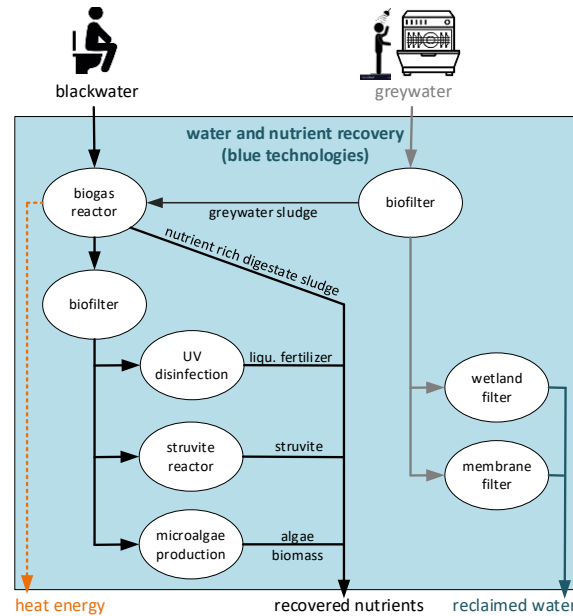 blackwater
greywater
water and nutrient recovery
(blue technologies)
biogas
reactor
biofilter
greywater sludge
nutrient rich digestate sludge
biofilter
UV
disinfection
liqu. fertilizer
wetland
filter
struvite
reactor
struvite
membrane
filter
microalgae
production
algae
biomass
heat energy
recovered nutrients
reclaimed water